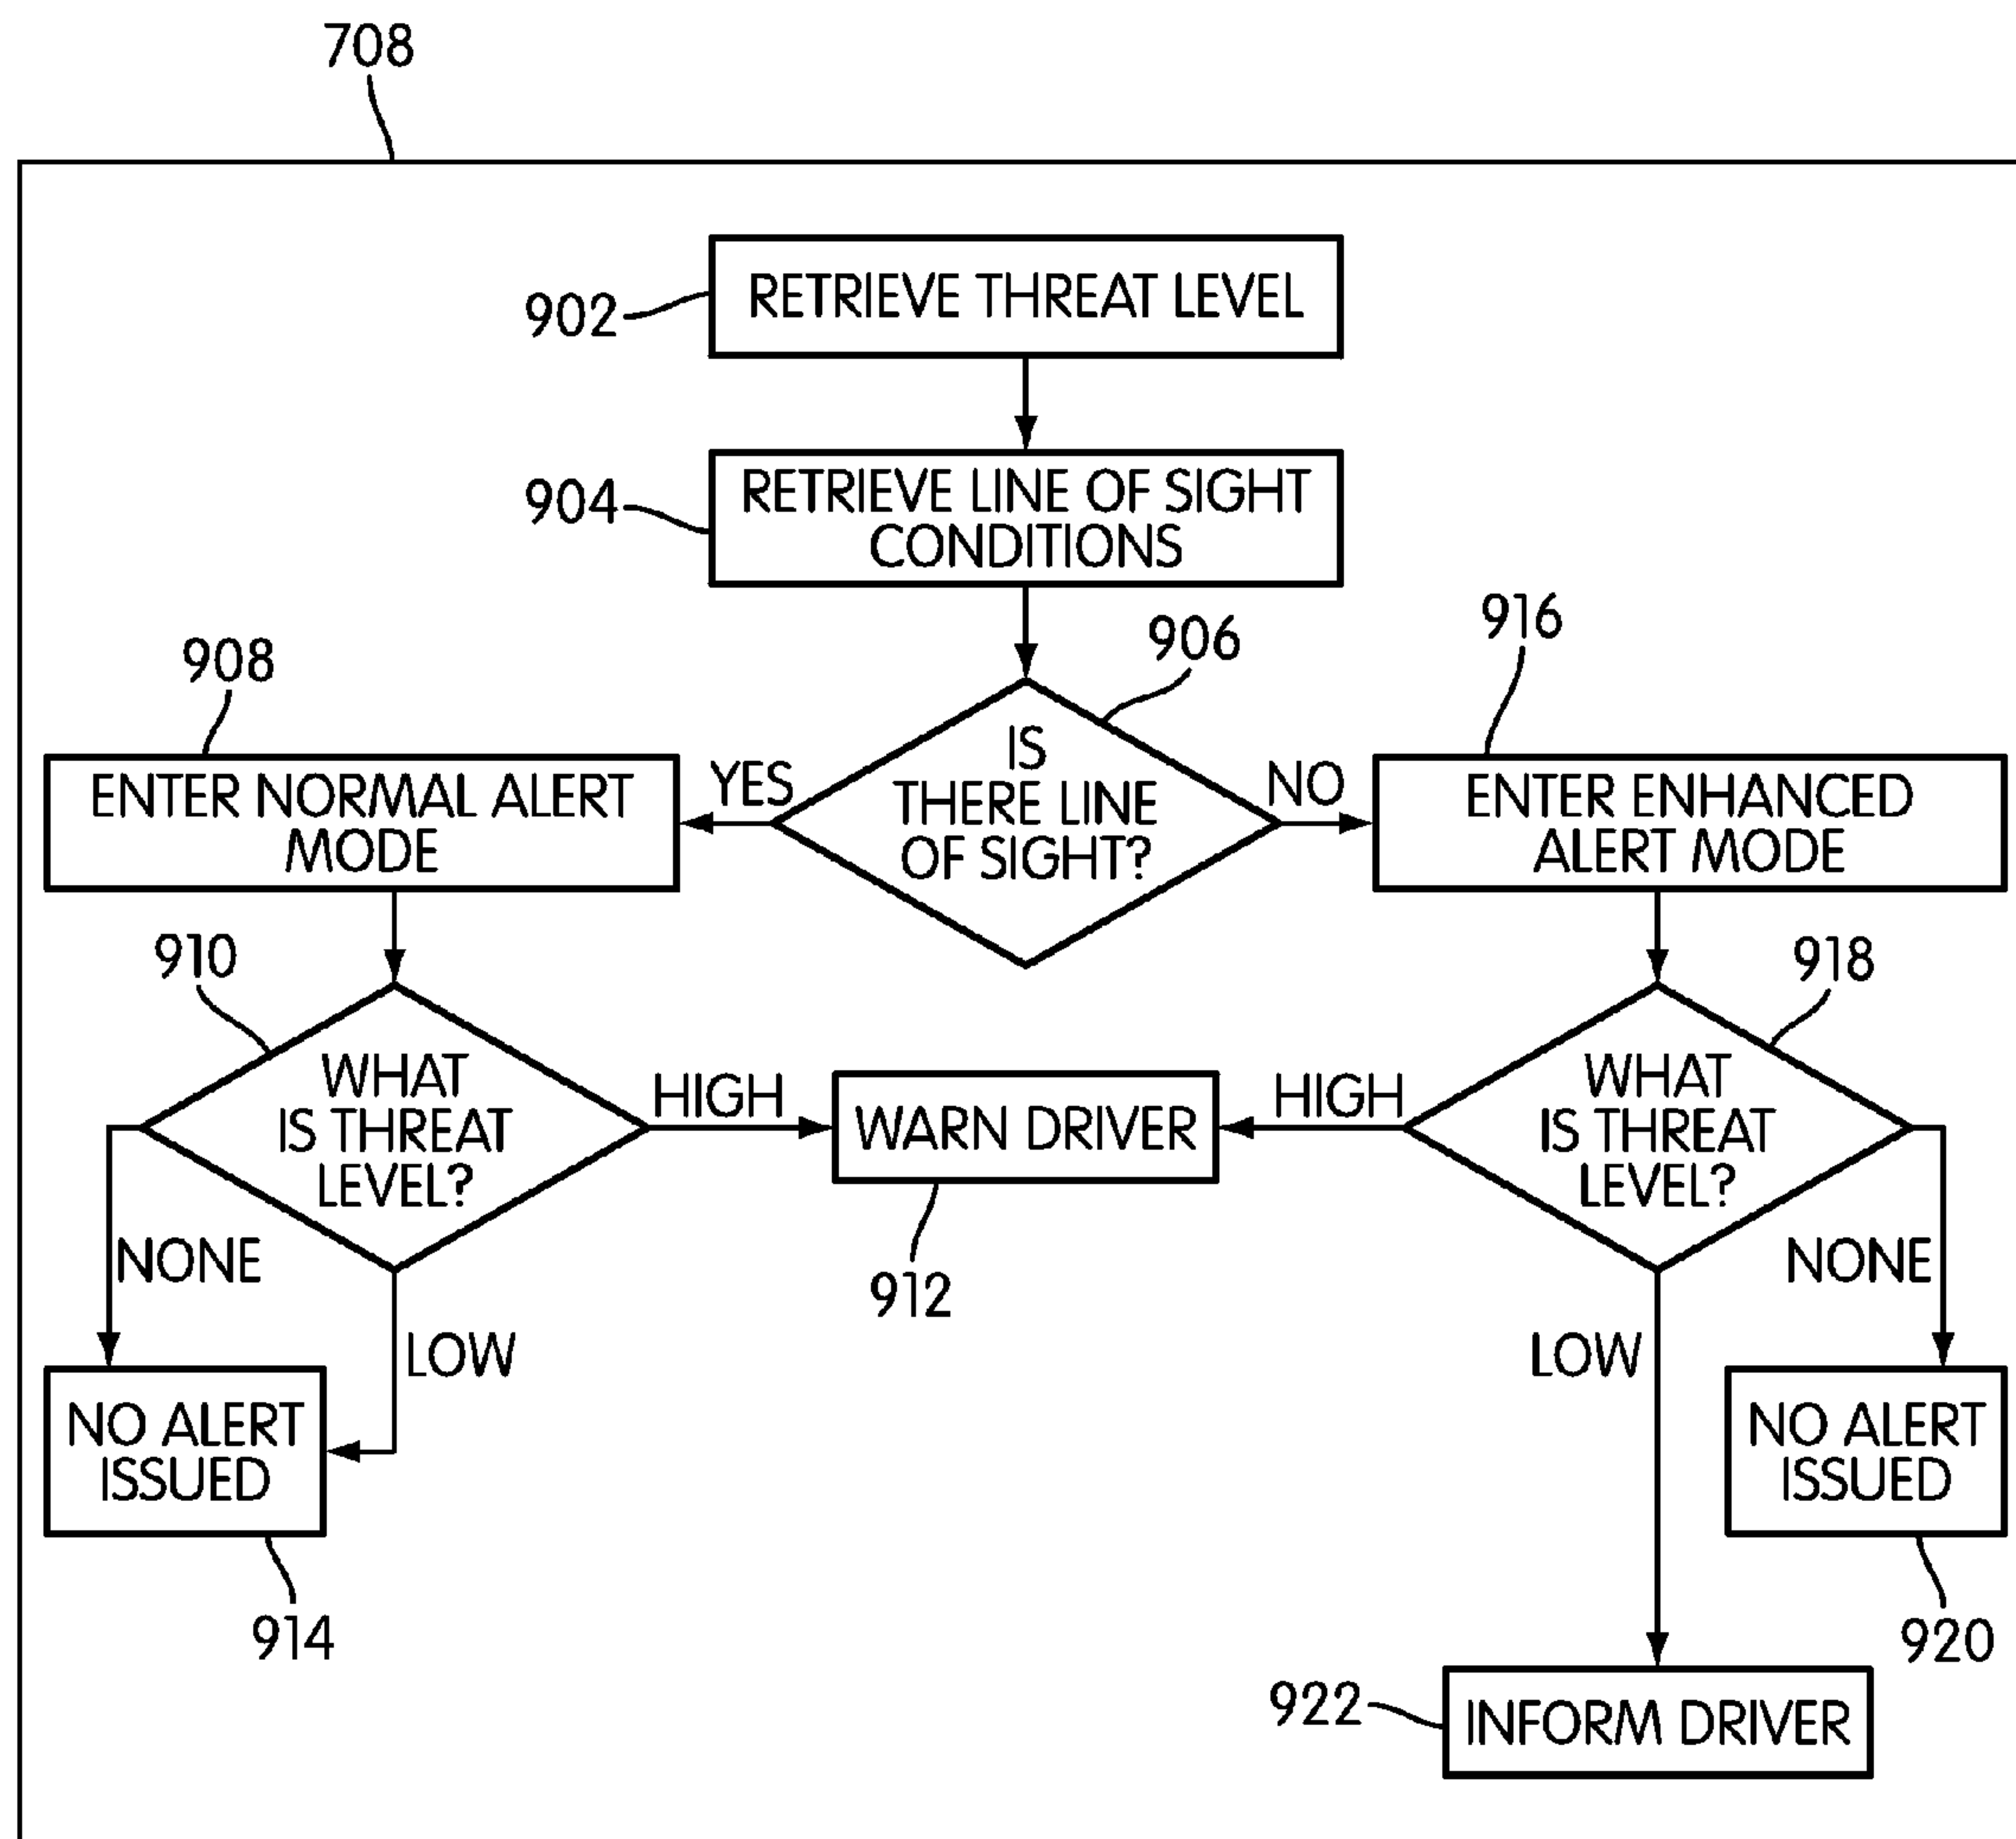 708
902
RETRIEVE THREAT LEVEL
904
RETRIEVE LINE OF SIGHT
CONDITIONS
906
916
908
ENTER NORMAL ALERT
MODE
YES
IS
THERE LINE
OF SIGHT?
NO
ENTER ENHANCED
ALERT MODE
910
918
WHAT
IS THREAT
LEVEL?
HIGH
WARN DRIVER
HIGH
WHAT
IS THREAT
LEVEL?
NONE
912
NONE
LOW
LOW
NO ALERT
ISSUED
NO ALERT
ISSUED
914
920
922
INFORM DRIVER